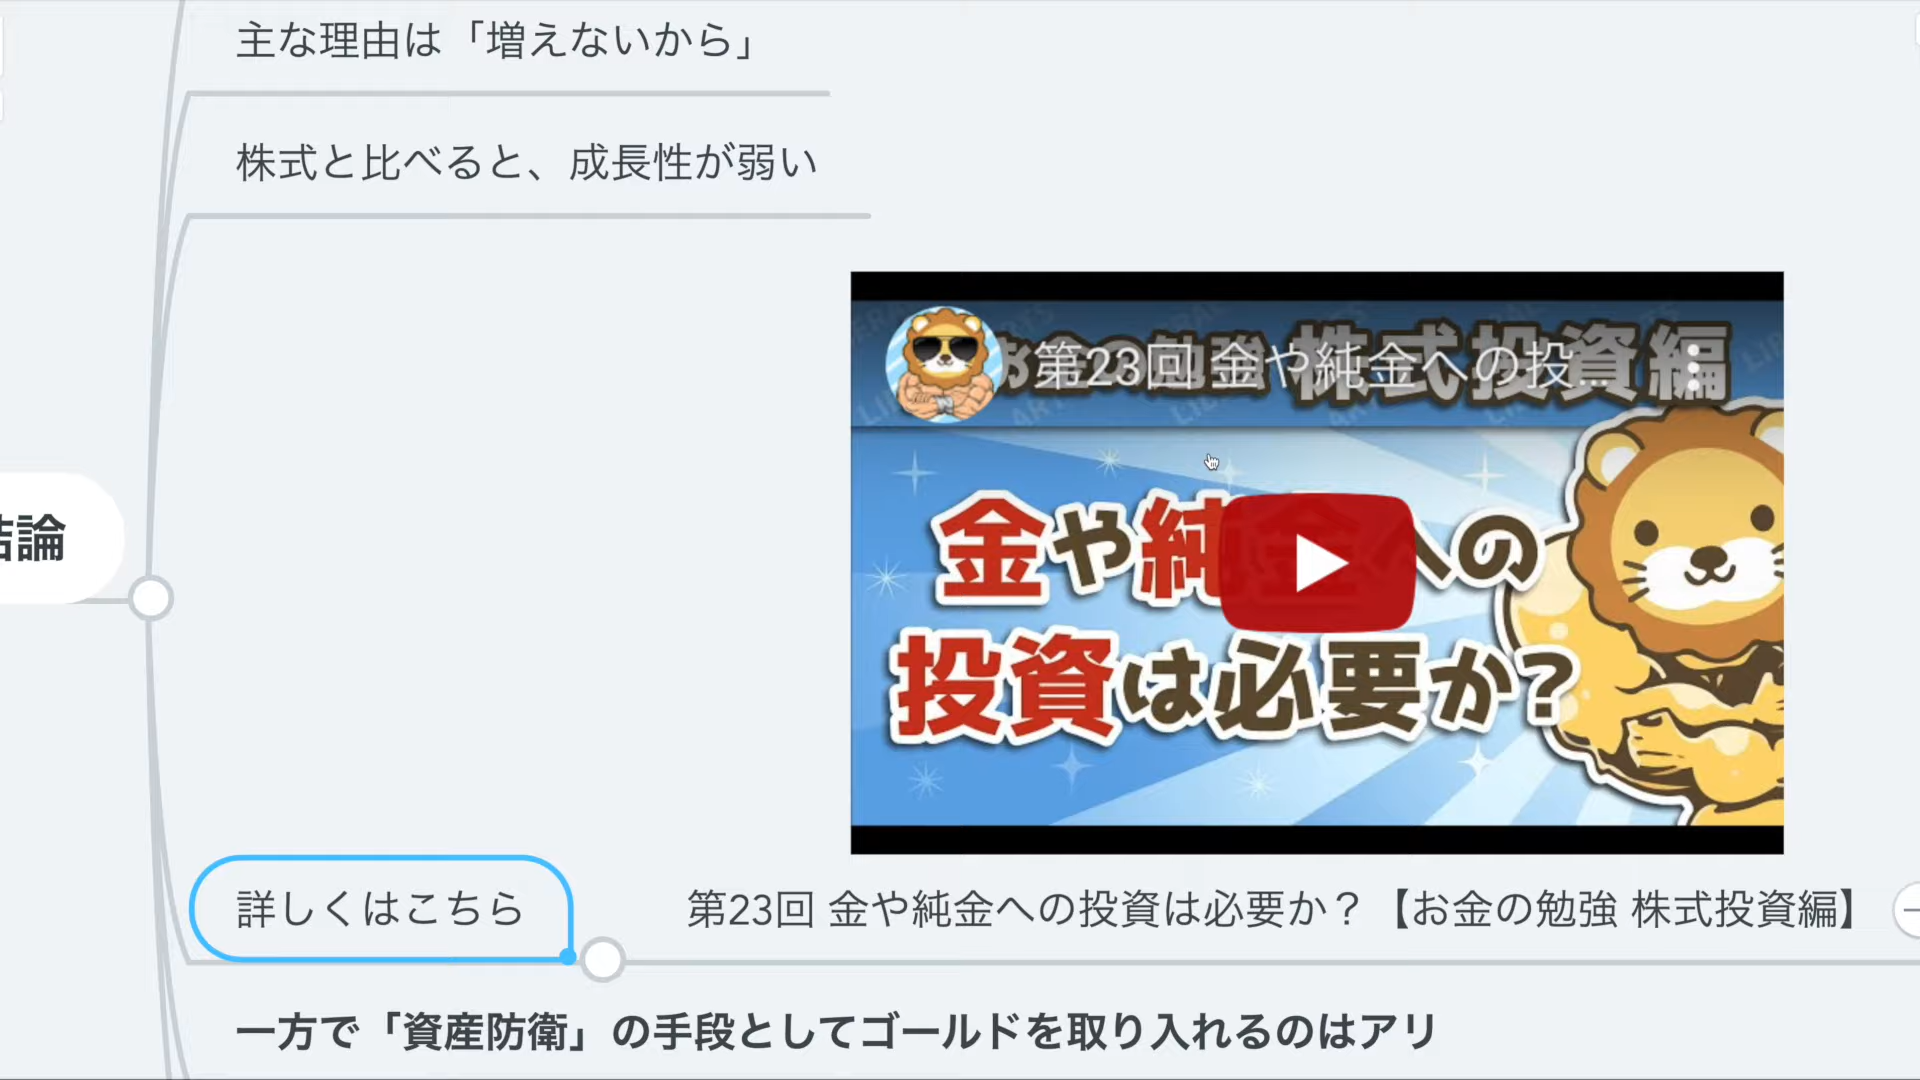 主な理由は「増えないから」
株式と比べると、成長性が弱い
お金の勉強 株式投資編
第23回 金や純金への投...
金や純金への
投資は必要か?
結論
詳しくはこちら
第23回 金や純金への投資は必要か？【お金の勉強 株式投資編】
一方で「資産防衛」の手段としてゴールドを取り入れるのはアリ